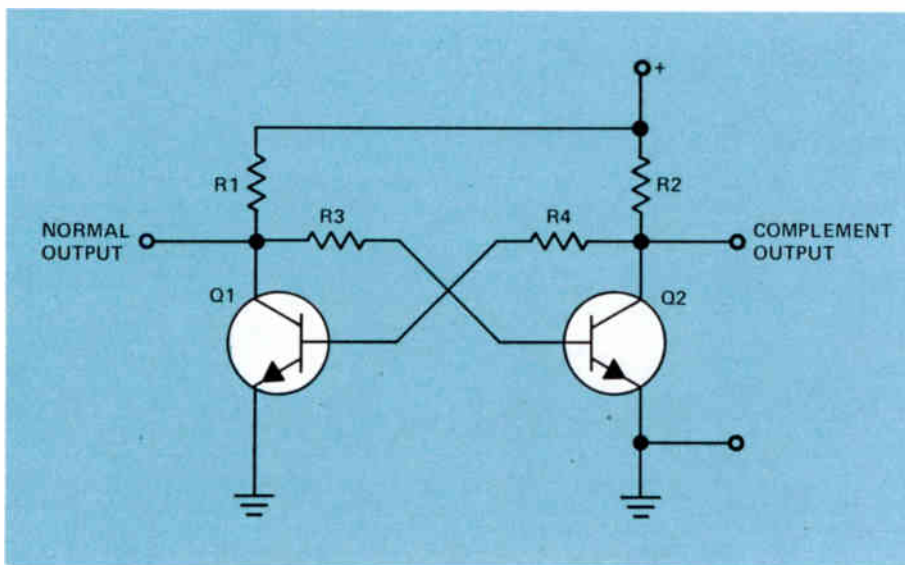 +
R1
R2
R3
R4
NORMAL
OUTPUT
COMPLEMENT
OUTPUT
Q1
Q2